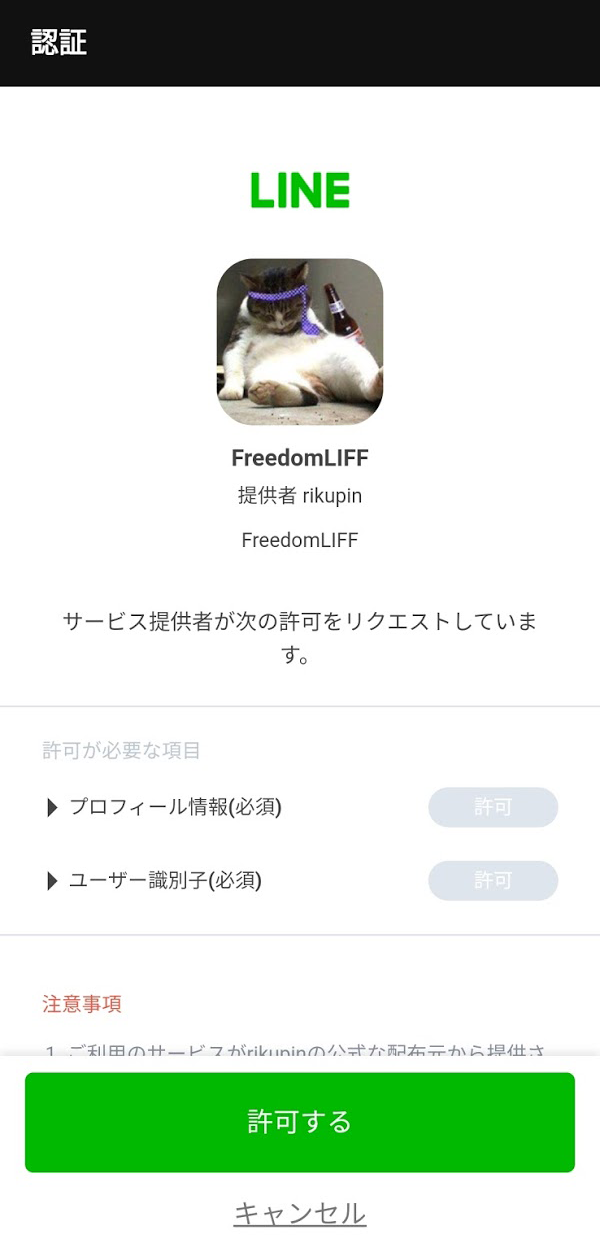 認証
LINE
FreedomLIFF
提供者 rikupin
FreedomLIFF
サービス提供者が次の許可をリクエストしていま
す。
許可が必要な項目
プロフィール情報(必須)
許可
ユーザー識別子(必須)
許可
注意事項
1. ご利用のサービスがrikupinの公式な配布元から提供さ
許可する
キャンセル